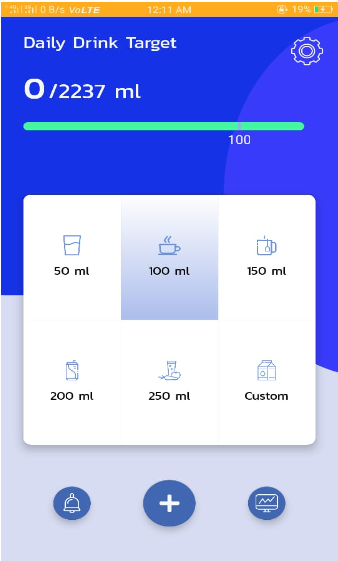 0 B/s VoLTE 12:11 AM 19%
Daily Drink Target
0/2237 ml
100
50 ml 100 ml 150 ml
200 ml 250 ml Custom